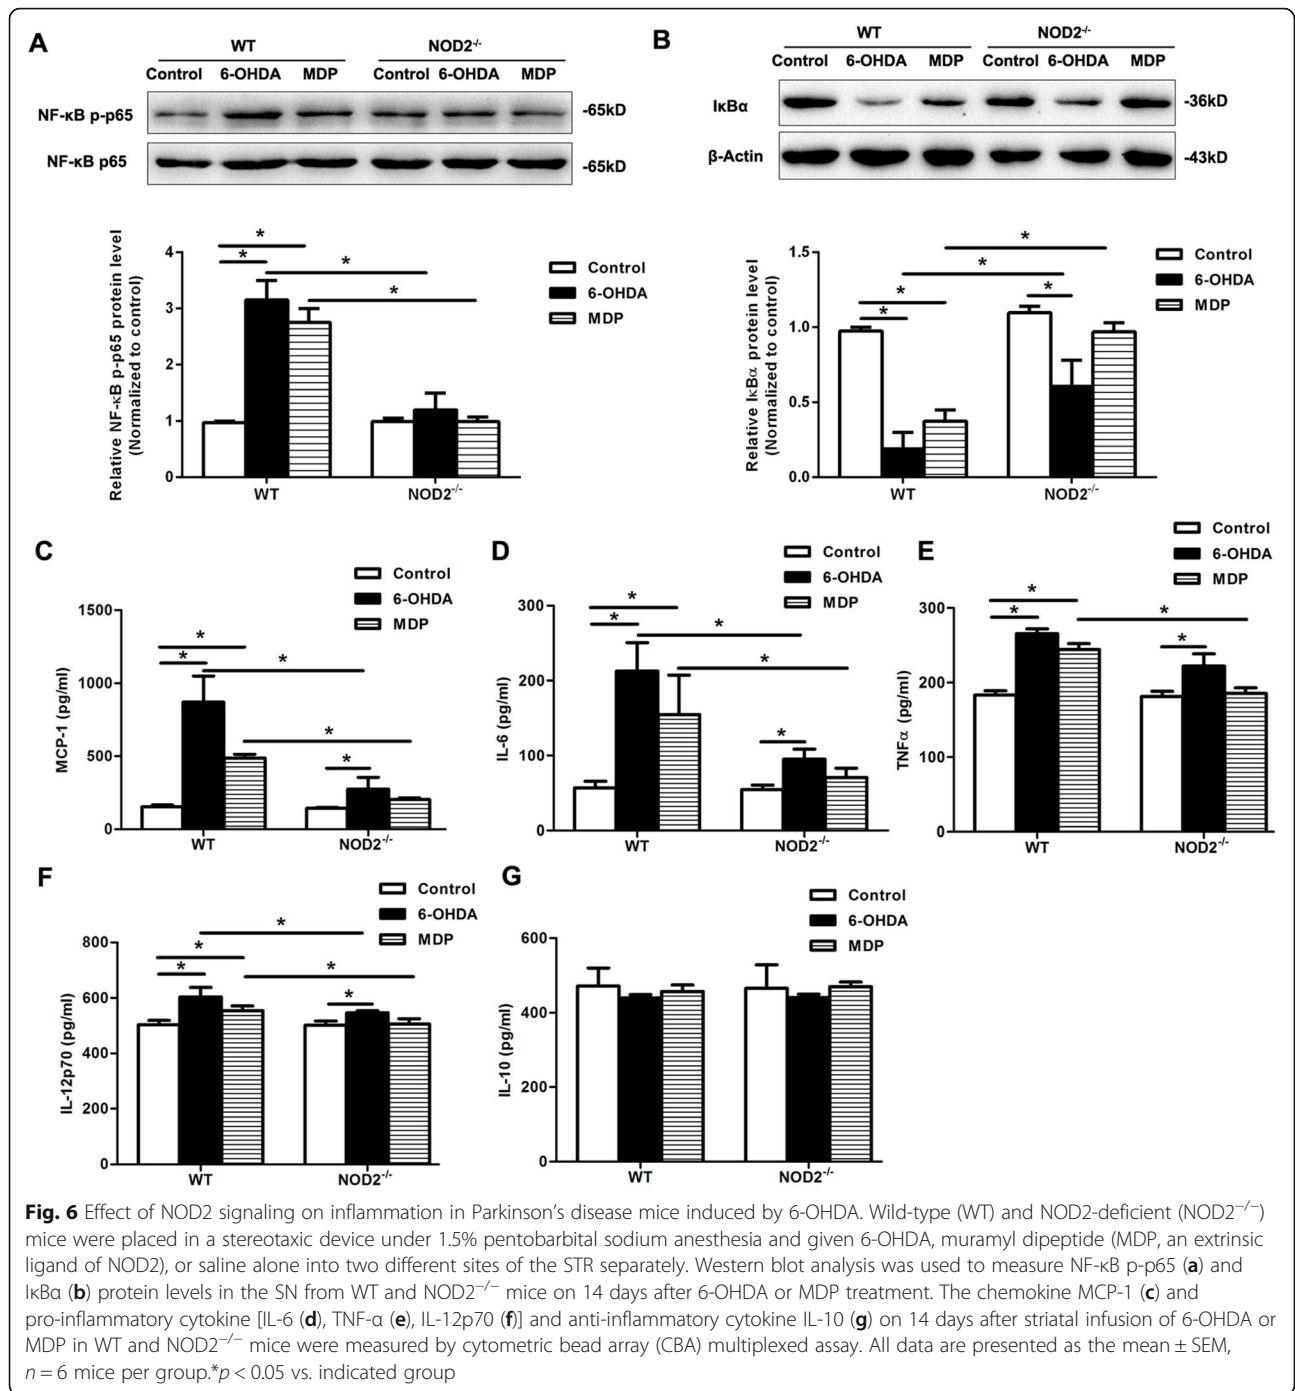 A
WT
NOD2-/-
Control 6-OHDA MDP Control 6-OHDA MDP
NF-κB p-p65
-65kD
NF-κB p65
-65kD
B
WT
NOD2-/-
Control 6-OHDA MDP Control 6-OHDA MDP
IκBα
-36kD
β-Actin
-43kD
Relative NF-κB p-p65 protein level
(Normalized to control)
4
3
2
1
0
* * * *
WT
NOD2-/-
Control
6-OHDA
MDP
Relative IκBα protein level
(Normalized to control)
1.5
1.0
0.5
0.0
* * * * *
WT
NOD2-/-
Control
6-OHDA
MDP
C
Control
6-OHDA
MDP
MCP-1 (pg/ml)
1500
1000
500
0
* * * * *
WT
NOD2-/-
D
Control
6-OHDA
MDP
IL-6 (pg/ml)
300
200
100
0
* * * * *
WT
NOD2-/-
E
Control
6-OHDA
MDP
TNFα (pg/ml)
300
200
100
0
* * * *
WT
NOD2-/-
F
Control
6-OHDA
MDP
IL-12p70 (pg/ml)
800
600
400
200
0
* * * * *
WT
NOD2-/-
G
Control
6-OHDA
MDP
IL-10 (pg/ml)
600
400
200
0
WT
NOD2-/-
Fig. 6 Effect of NOD2 signaling on inflammation in Parkinson's disease mice induced by 6-OHDA. Wild-type (WT) and NOD2-deficient (NOD2−/−)
mice were placed in a stereotaxic device under 1.5% pentobarbital sodium anesthesia and given 6-OHDA, muramyl dipeptide (MDP, an extrinsic
ligand of NOD2), or saline alone into two different sites of the STR separately. Western blot analysis was used to measure NF-κB p-p65 (a) and
IκBα (b) protein levels in the SN from WT and NOD2−/− mice on 14 days after 6-OHDA or MDP treatment. The chemokine MCP-1 (c) and
pro-inflammatory cytokine [IL-6 (d), TNF-α (e), IL-12p70 (f)] and anti-inflammatory cytokine IL-10 (g) on 14 days after striatal infusion of 6-OHDA or
MDP in WT and NOD2−/− mice were measured by cytometric bead array (CBA) multiplexed assay. All data are presented as the mean ± SEM,
n = 6 mice per group.*p < 0.05 vs. indicated group